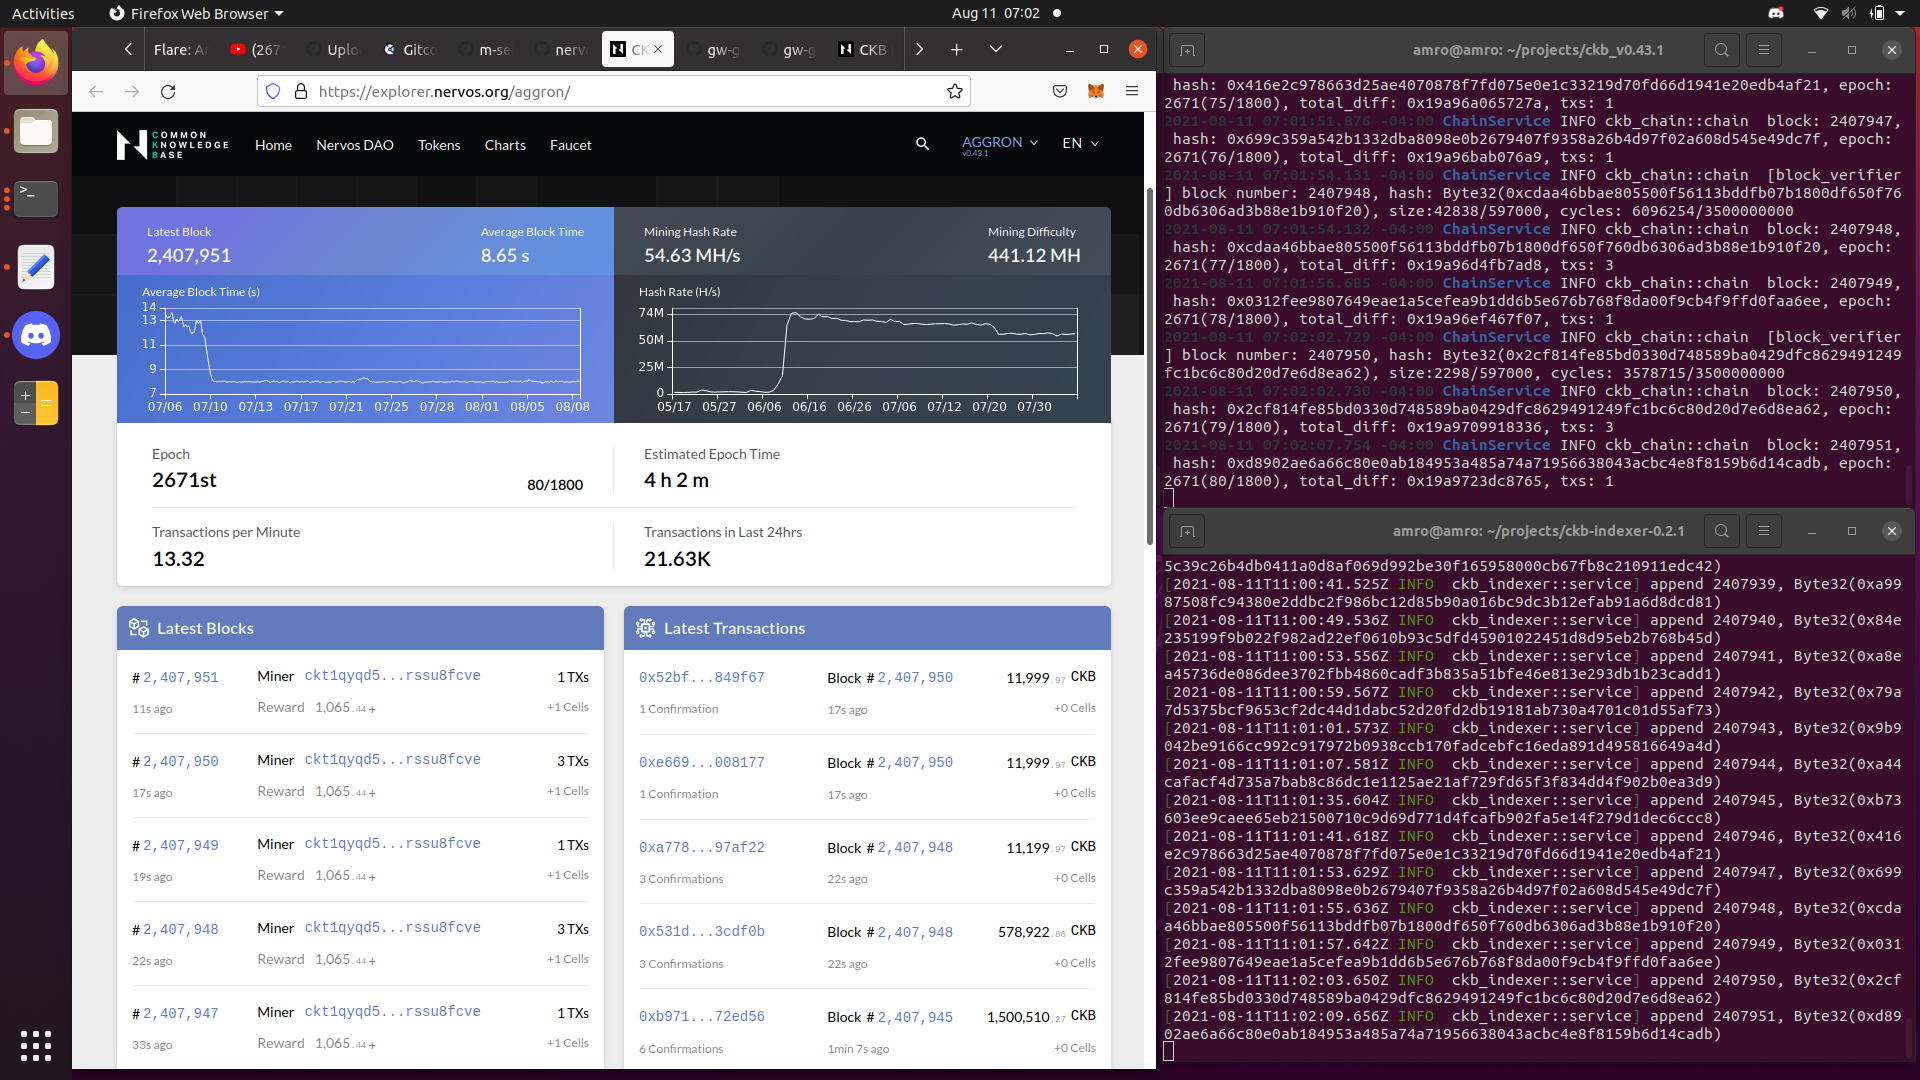 Activities
Firefox Web Browser
Aug 11 07:02
Flare: A
(267
Uplo
Gitco
m-se
nerv
CK
gw-g
gw-g
CKB
https://explorer.nervos.org/aggron/
COMMON
KNOWLEDGE
BASE
Home
Nervos DAO
Tokens
Charts
Faucet
AGGRON
v0.43.1
EN
Latest Block
2,407,951
Average Block Time
8.65 s
Mining Hash Rate
54.63 MH/s
Mining Difficulty
441.12 MH
Average Block Time (s)
14
13
11
9
7
07/06 07/10 07/13 07/17 07/21 07/25 07/28 08/01 08/05 08/08
Hash Rate (H/s)
74M
50M
25M
0
05/17 05/27 06/06 06/16 06/26 07/06 07/12 07/20 07/30
Epoch
2671st
80/1800
Estimated Epoch Time
4 h 2 m
Transactions per Minute
13.32
Transactions in Last 24hrs
21.63K
Latest Blocks
# 2,407,951 Miner ckt1qyqd5...rssu8fcve 1 TXs
11s ago Reward 1,065.44+ +1 Cells
# 2,407,950 Miner ckt1qyqd5...rssu8fcve 3 TXs
17s ago Reward 1,065.44+ +1 Cells
# 2,407,949 Miner ckt1qyqd5...rssu8fcve 1 TXs
19s ago Reward 1,065.44+ +1 Cells
# 2,407,948 Miner ckt1qyqd5...rssu8fcve 3 TXs
22s ago Reward 1,065.44+ +1 Cells
# 2,407,947 Miner ckt1qyqd5...rssu8fcve 1 TXs
33s ago Reward 1,065.44+ +1 Cells
Latest Transactions
0x52bf...849f67 Block # 2,407,950 11,999.97 CKB
1 Confirmation 17s ago +0 Cells
0xe669...008177 Block # 2,407,950 11,999.97 CKB
1 Confirmation 17s ago +0 Cells
0xa778...97af22 Block # 2,407,948 11,199.97 CKB
3 Confirmations 22s ago +0 Cells
0x531d...3cdf0b Block # 2,407,948 578,922.86 CKB
3 Confirmations 22s ago +0 Cells
0xb971...72ed56 Block # 2,407,945 1,500,510.27 CKB
6 Confirmations 1min 7s ago +0 Cells
amro@amro: ~/projects/ckb_v0.43.1
hash: 0x416e2c978663d25ae4070878f7fd075e0e1c33219d70fd66d1941e20edb4af21, epoch:
2671(75/1800), total_diff: 0x19a96a065727a, txs: 1
2021-08-11 07:01:51.876 -04:00 ChainService INFO ckb_chain::chain  block: 2407947,
hash: 0x699c359a542b1332dba8098e0b2679407f9358a26b4d97f02a608d545e49dc7f, epoch:
2671(76/1800), total_diff: 0x19a96bab076a9, txs: 1
2021-08-11 07:01:54.131 -04:00 ChainService INFO ckb_chain::chain  [block_verifier
] block number: 2407948, hash: Byte32(0xcdaa46bbae805500f56113bddfb07b1800df650f76
0db6306ad3b88e1b910f20), size:42838/597000, cycles: 6096254/3500000000
2021-08-11 07:01:54.132 -04:00 ChainService INFO ckb_chain::chain  block: 2407948,
hash: 0xcdaa46bbae805500f56113bddfb07b1800df650f760db6306ad3b88e1b910f20, epoch:
2671(77/1800), total_diff: 0x19a96d4fb7ad8, txs: 3
2021-08-11 07:01:56.685 -04:00 ChainService INFO ckb_chain::chain  block: 2407949,
hash: 0x0312fee9807649eae1a5cefea9b1dd6b5e676b768f8da00f9cb4f9ffd0faa6ee, epoch:
2671(78/1800), total_diff: 0x19a96ef467f07, txs: 1
2021-08-11 07:02:02.729 -04:00 ChainService INFO ckb_chain::chain  [block_verifier
] block number: 2407950, hash: Byte32(0x2cf814fe85bd0330d748589ba0429dfc8629491249
fc1bc6c80d20d7e6d8ea62), size:2298/597000, cycles: 3578715/3500000000
2021-08-11 07:02:02.730 -04:00 ChainService INFO ckb_chain::chain  block: 2407950,
hash: 0x2cf814fe85bd0330d748589ba0429dfc8629491249fc1bc6c80d20d7e6d8ea62, epoch:
2671(79/1800), total_diff: 0x19a9709918336, txs: 3
2021-08-11 07:02:07.754 -04:00 ChainService INFO ckb_chain::chain  block: 2407951,
hash: 0xd8902ae6a66c80e0ab184953a485a74a71956638043acbc4e8f8159b6d14cadb, epoch:
2671(80/1800), total_diff: 0x19a9723dc8765, txs: 1
amro@amro: ~/projects/ckb-indexer-0.2.1
5c39c26b4db0411a0d8af069d992be30f165958000cb67fb8c210911edc42)
[2021-08-11T11:00:41.525Z INFO  ckb_indexer::service] append 2407939, Byte32(0xa99
87508fc94380e2ddbc2f986bc12d85b90a016bc9dc3b12efab91a6d8dcd81)
[2021-08-11T11:00:49.536Z INFO  ckb_indexer::service] append 2407940, Byte32(0x84e
235199f9b022f982ad22ef0610b93c5dfd45901022451d8d95eb2b768b45d)
[2021-08-11T11:00:53.556Z INFO  ckb_indexer::service] append 2407941, Byte32(0xa8e
a45736de086dee3702fbb4860cadf3b835a51bfe46e813e293db1b23cadd1)
[2021-08-11T11:00:59.567Z INFO  ckb_indexer::service] append 2407942, Byte32(0x79a
7d5375bcf9653cf2dc44d1dabc52d20fd2db19181ab730a4701c01d55af73)
[2021-08-11T11:01:01.573Z INFO  ckb_indexer::service] append 2407943, Byte32(0x9b9
042be9166cc992c917972b0938ccb170fadcebfc16eda891d495816649a4d)
[2021-08-11T11:01:07.581Z INFO  ckb_indexer::service] append 2407944, Byte32(0xa44
cafacf4d735a7bab8c86dc1e1125ae21af729fd65f3f834dd4f902b0ea3d9)
[2021-08-11T11:01:35.604Z INFO  ckb_indexer::service] append 2407945, Byte32(0xb73
603ee9caee65eb21500710c9d69d771d4fcafb902fa5e14f279d1dec6ccc8)
[2021-08-11T11:01:41.618Z INFO  ckb_indexer::service] append 2407946, Byte32(0x416
e2c978663d25ae4070878f7fd075e0e1c33219d70fd66d1941e20edb4af21)
[2021-08-11T11:01:53.629Z INFO  ckb_indexer::service] append 2407947, Byte32(0x699
c359a542b1332dba8098e0b2679407f9358a26b4d97f02a608d545e49dc7f)
[2021-08-11T11:01:55.636Z INFO  ckb_indexer::service] append 2407948, Byte32(0xcda
a46bbae805500f56113bddfb07b1800df650f760db6306ad3b88e1b910f20)
[2021-08-11T11:01:57.642Z INFO  ckb_indexer::service] append 2407949, Byte32(0x031
2fee9807649eae1a5cefea9b1dd6b5e676b768f8da00f9cb4f9ffd0faa6ee)
[2021-08-11T11:02:03.650Z INFO  ckb_indexer::service] append 2407950, Byte32(0x2cf
814fe85bd0330d748589ba0429dfc8629491249fc1bc6c80d20d7e6d8ea62)
[2021-08-11T11:02:09.656Z INFO  ckb_indexer::service] append 2407951, Byte32(0xd89
02ae6a66c80e0ab184953a485a74a71956638043acbc4e8f8159b6d14cadb)